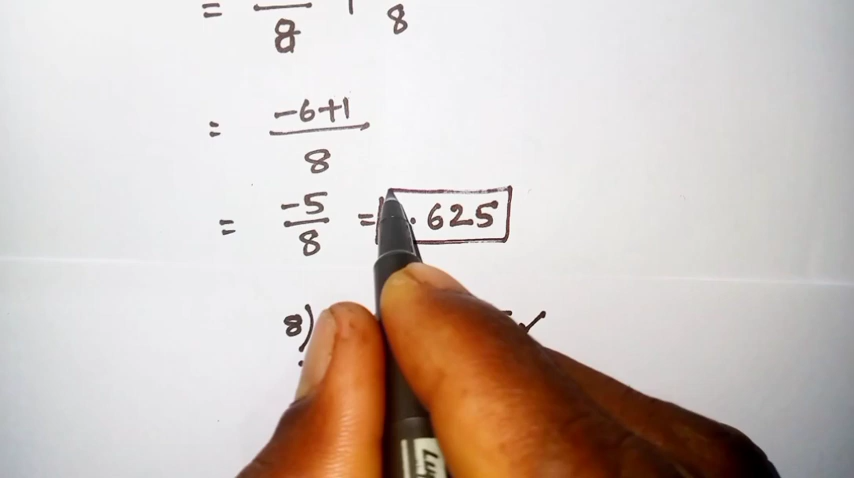 = 8 + 8
= -6+1
8
= -5/8 = .625
8)